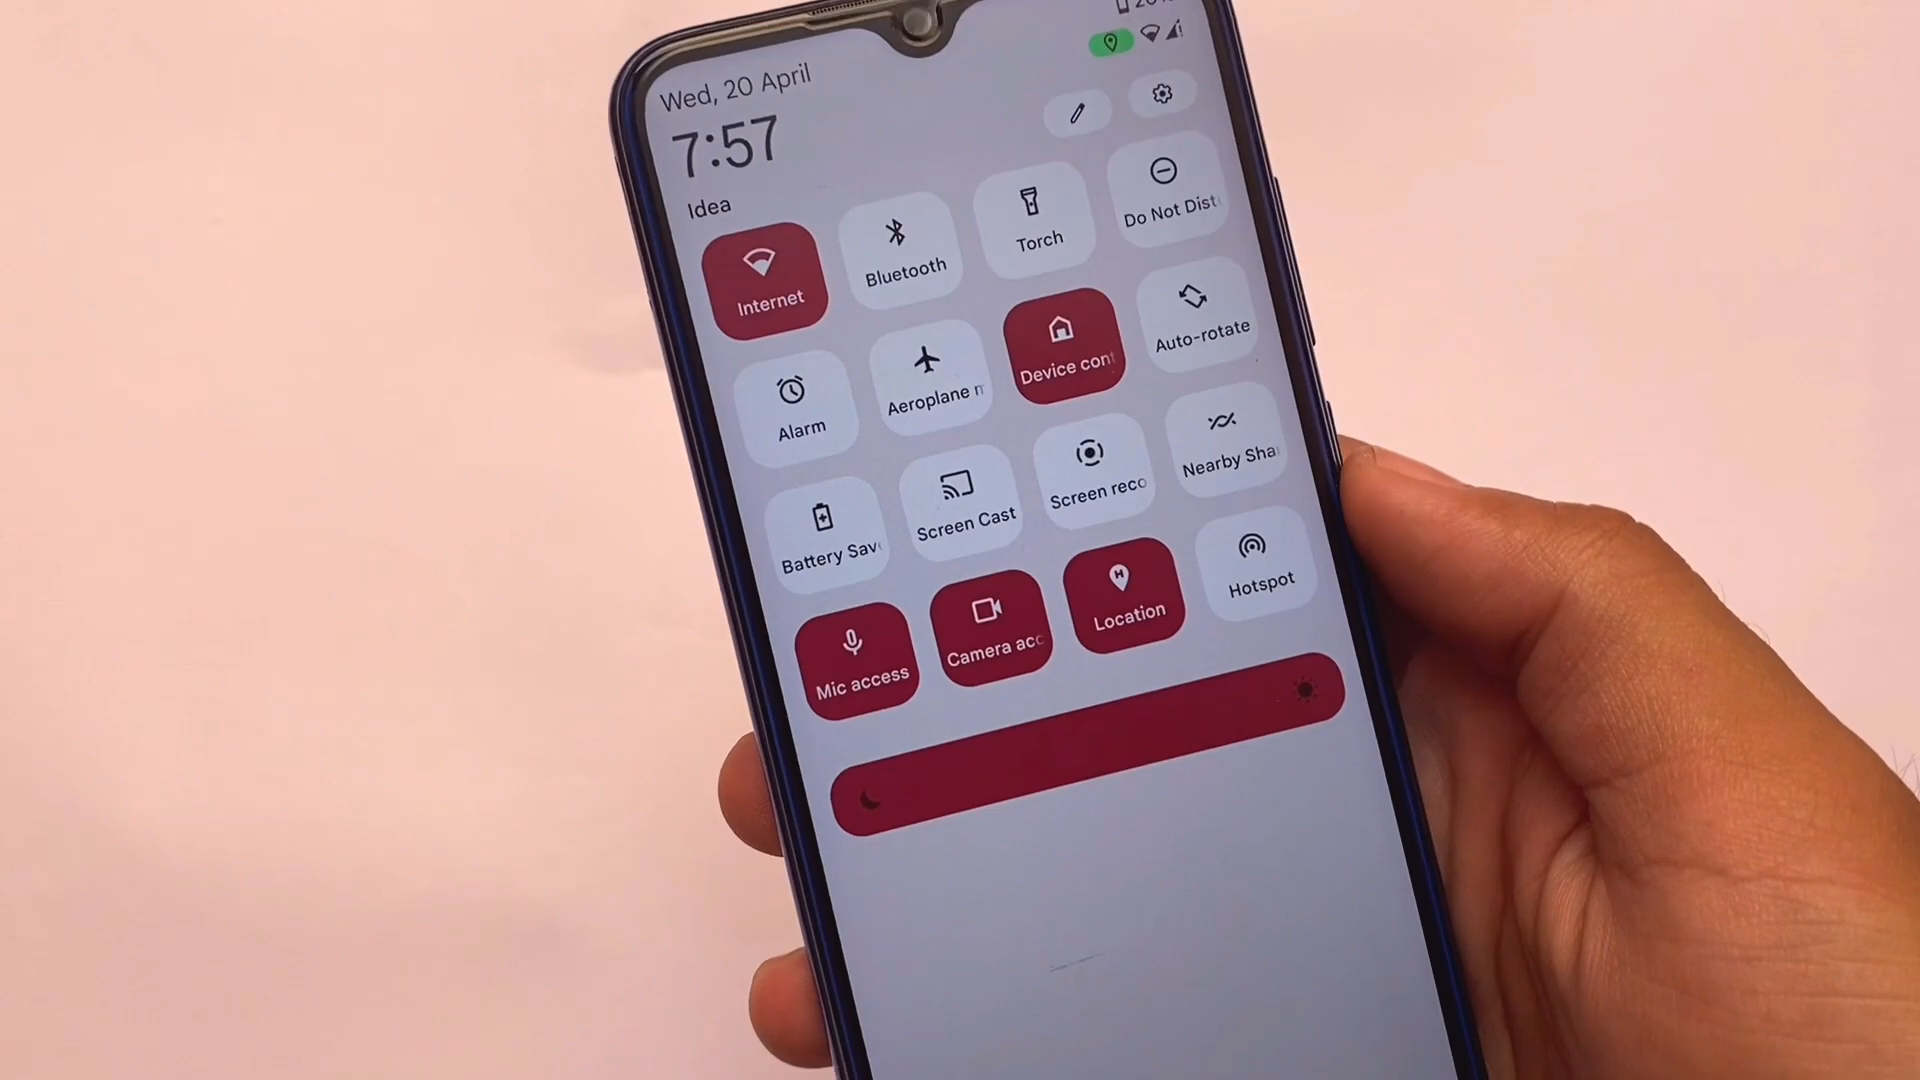 Wed, 20 April
7:57
Idea
Internet
Bluetooth
Torch
Do Not Dist
Alarm
Aeroplane m
Device cont
Auto-rotate
Battery Sav
Screen Cast
Screen reco
Nearby Sha
Mic access
Camera acc
Location
Hotspot